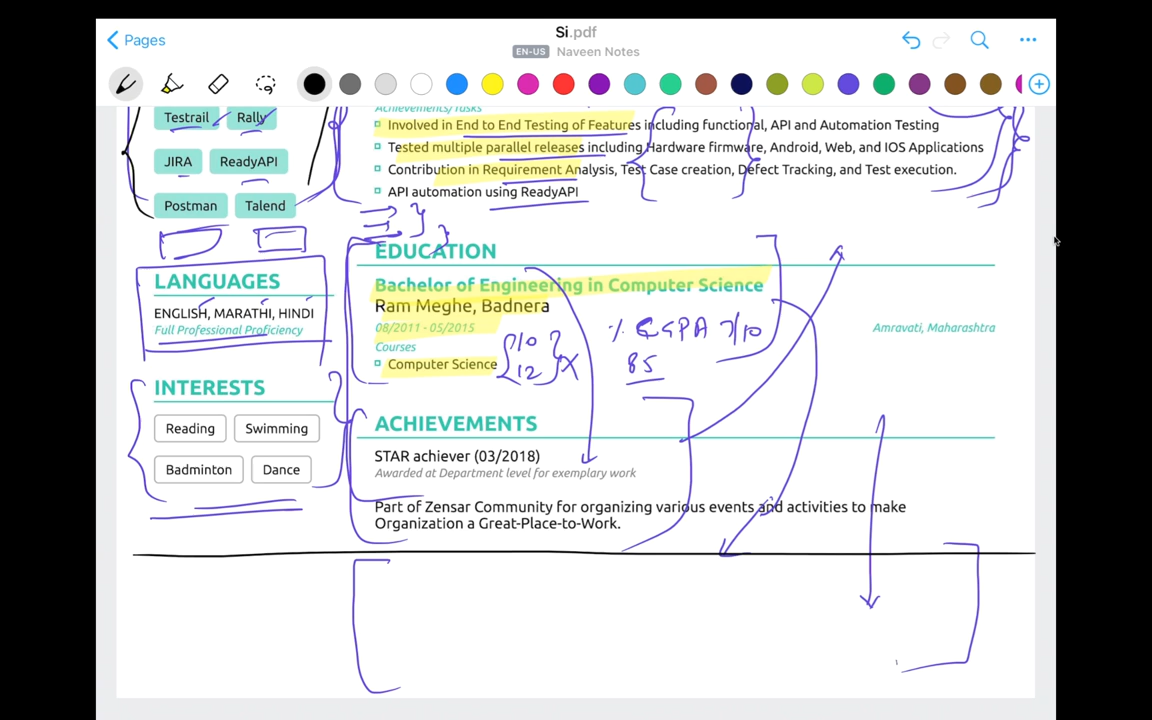 Pages
Si.pdf
EN-US Naveen Notes
Testrail Rally
JIRA ReadyAPI
Postman Talend
LANGUAGES
ENGLISH, MARATHI, HINDI
Full Professional Proficiency
INTERESTS
Reading Swimming
Badminton Dance
Achievements/Tasks
Involved in End to End Testing of Features including functional, API and Automation Testing
Tested multiple parallel releases including Hardware firmware, Android, Web, and IOS Applications
Contribution in Requirement Analysis, Test Case creation, Defect Tracking, and Test execution.
API automation using ReadyAPI
EDUCATION
Bachelor of Engineering in Computer Science
Ram Meghe, Badnera
08/2011 - 05/2015 Amravati, Maharashtra
Courses
Computer Science
10
12
% CGPA 7/10
85
ACHIEVEMENTS
STAR achiever (03/2018)
Awarded at Department level for exemplary work
Part of Zensar Community for organizing various events and activities to make
Organization a Great-Place-to-Work.